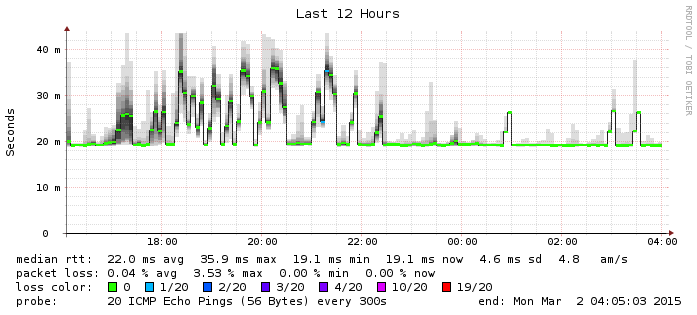 Last 12 Hours
RRDTOOL / TOBI OETIKER
Seconds
40 m
30 m
20 m
10 m
0
18:00 20:00 22:00 00:00 02:00 04:00
median rtt: 22.0 ms avg 35.9 ms max 19.1 ms min 19.1 ms now 4.6 ms sd 4.8 am/s
packet loss: 0.04 % avg 3.53 % max 0.00 % min 0.00 % now
loss color: 0 1/20 2/20 3/20 4/20 10/20 19/20
probe: 20 ICMP Echo Pings (56 Bytes) every 300s end: Mon Mar 2 04:05:03 2015